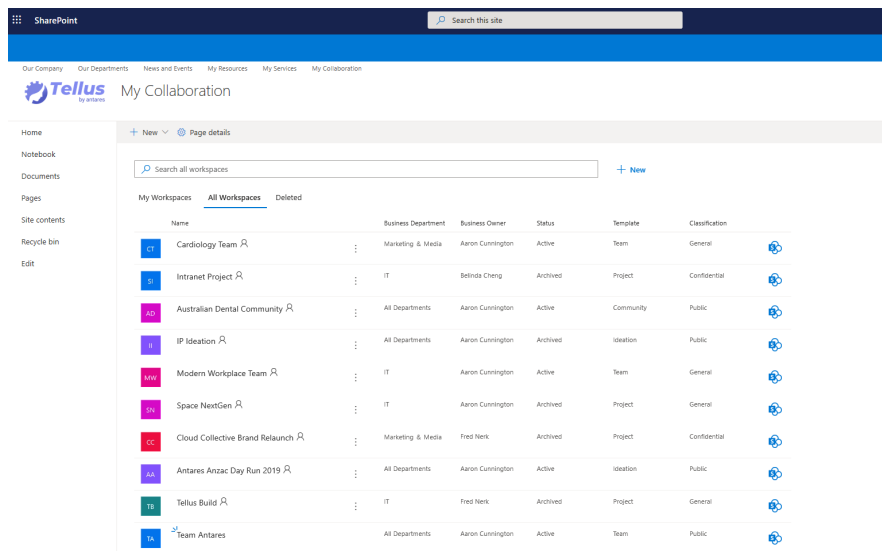 SharePoint
Search this site
Our Company Our Departments News and Events My Resources My Services My Collaboration
Tellus
by antares
My Collaboration
Home
Notebook
Documents
Pages
Site contents
Recycle bin
Edit
New Page details
Search all workspaces New
My Workspaces All Workspaces Deleted
Name Business Department Business Owner Status Template Classification
CT Cardiology Team Marketing & Media Aaron Cunnington Active Team General
SI Intranet Project IT Belinda Cheng Archived Project Confidential
AD Australian Dental Community All Departments Aaron Cunnington Active Community Public
II IP Ideation All Departments Aaron Cunnington Archived Ideation Public
MW Modern Workplace Team IT Aaron Cunnington Active Team General
SN Space NextGen IT Aaron Cunnington Archived Project General
CC Cloud Collective Brand Relaunch Marketing & Media Fred Nerk Archived Project Confidential
AA Antares Anzac Day Run 2019 All Departments Aaron Cunnington Active Ideation Public
TB Tellus Build IT Fred Nerk Archived Project General
TA Team Antares All Departments Aaron Cunnington Active Team Public